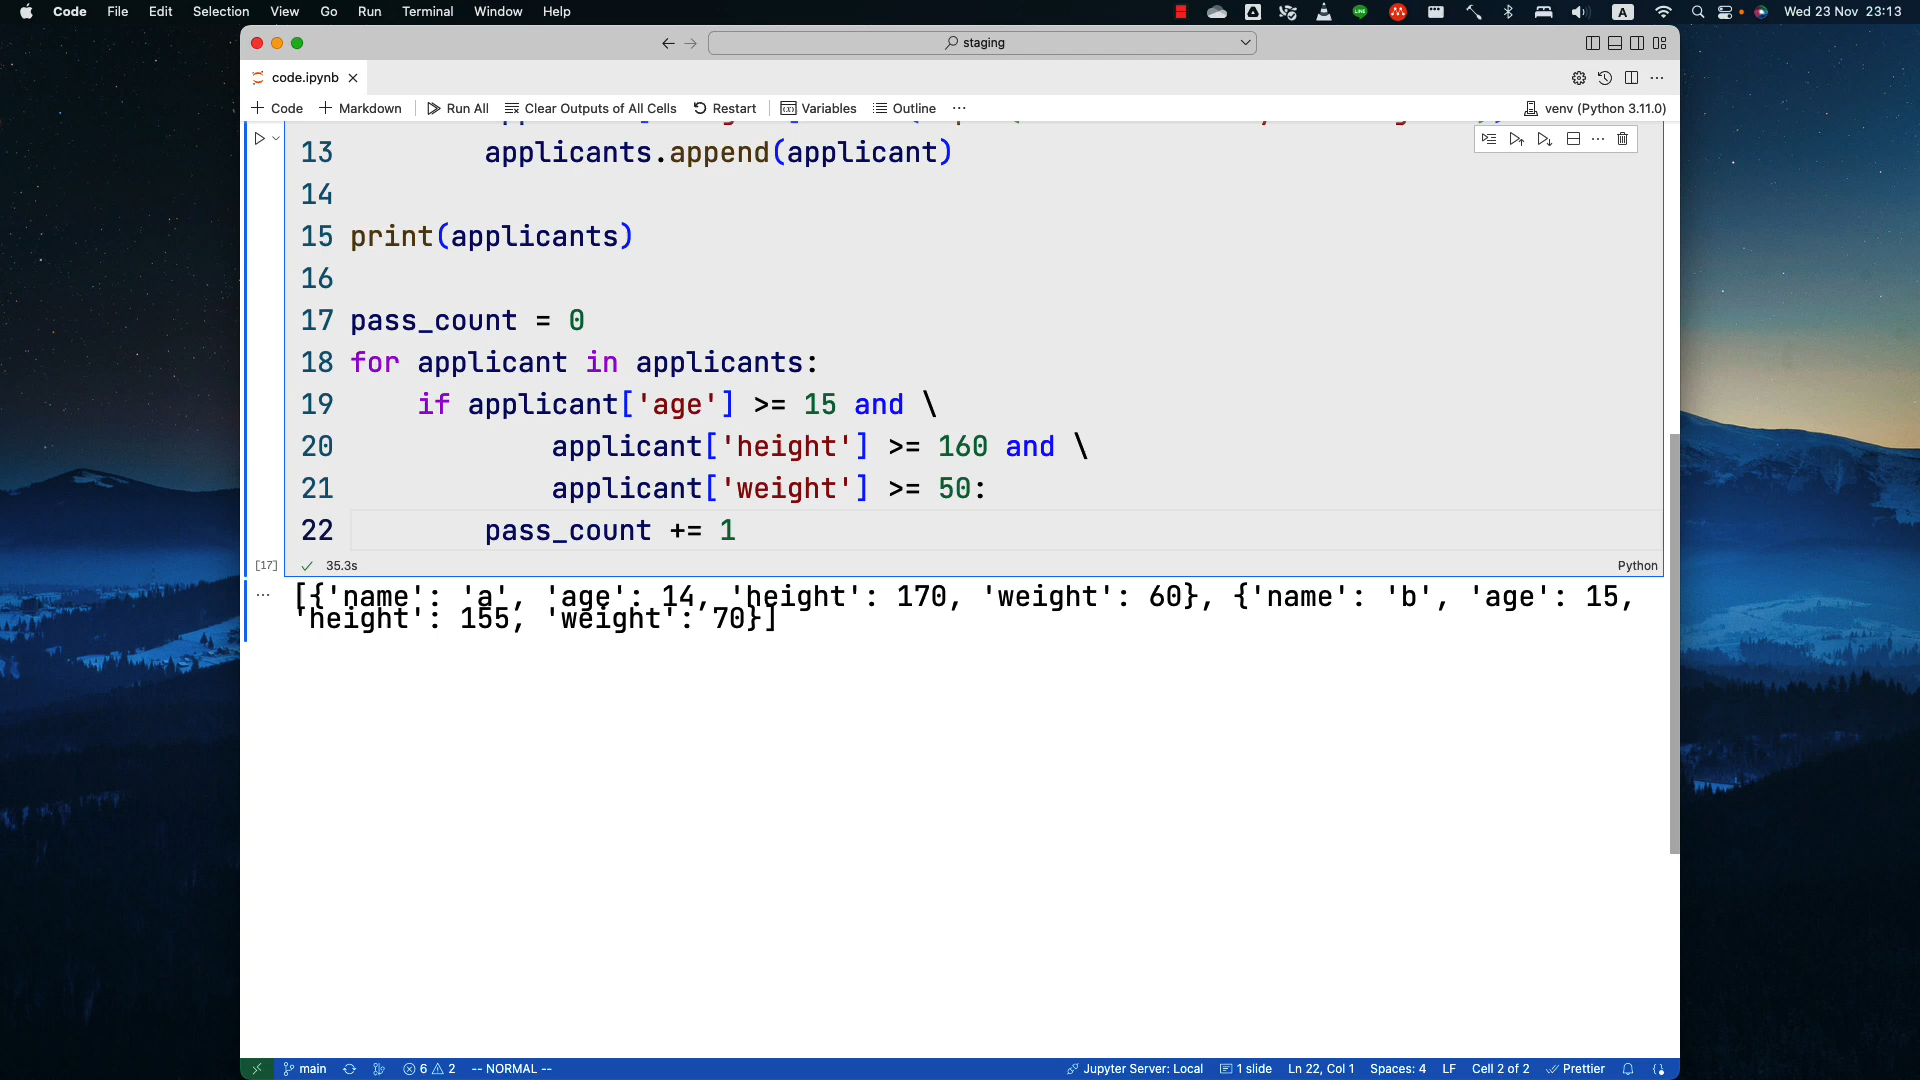 Code File Edit Selection View Go Run Terminal Window Help A Wed 23 Nov 23:13
staging
code.ipynb
Code Markdown Run All Clear Outputs of All Cells Restart Variables Outline ... venv (Python 3.11.0)
13 applicants.append(applicant)
14
15 print(applicants)
16
17 pass_count = 0
18 for applicant in applicants:
19 if applicant['age'] >= 15 and \
20 applicant['height'] >= 160 and \
21 applicant['weight'] >= 50:
22 pass_count += 1
[17] 35.3s Python
[{'name': 'a', 'age': 14, 'height': 170, 'weight': 60}, {'name': 'b', 'age': 15,
'height': 155, 'weight': 70}]
main 6 2 -- NORMAL -- Jupyter Server: Local 1 slide Ln 22, Col 1 Spaces: 4 LF Cell 2 of 2 Prettier